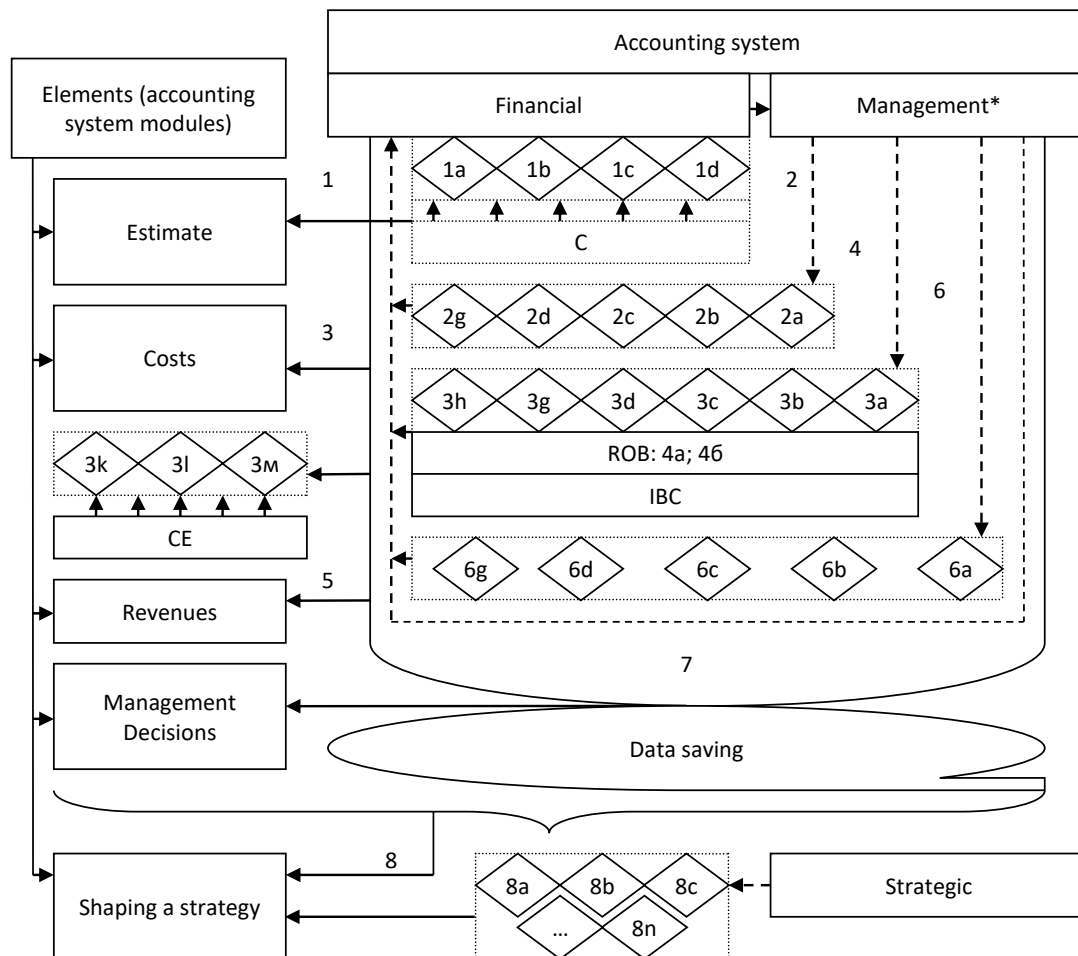 Accounting system
Elements (accounting
system modules)
Financial
Management*
1a
1b
1c
1d
1
2
Estimate
C
4
6
2g
2d
2c
2b
2a
3
Costs
3h
3g
3d
3c
3b
3a
ROB: 4a; 4б
3k
3l
3м
IBC
CE
5
6g
6d
6c
6b
6a
Revenues
7
Management
Decisions
Data saving
8
8a
8b
8c
Strategic
Shaping a strategy
...
8n